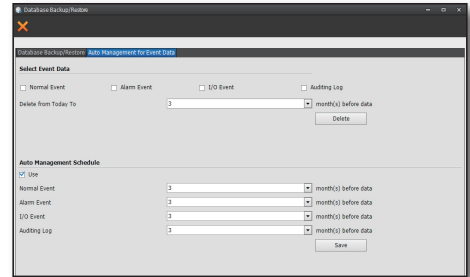 Database Backup/Restore
Database Backup/Restore Auto Management for Event Data
Select Event Data
Normal Event Alarm Event I/O Event Auditing Log
Delete from Today To 3 month(s) before data
Delete
Auto Management Schedule
Use
Normal Event 3 month(s) before data
Alarm Event 3 month(s) before data
I/O Event 3 month(s) before data
Auditing Log 3 month(s) before data
Save